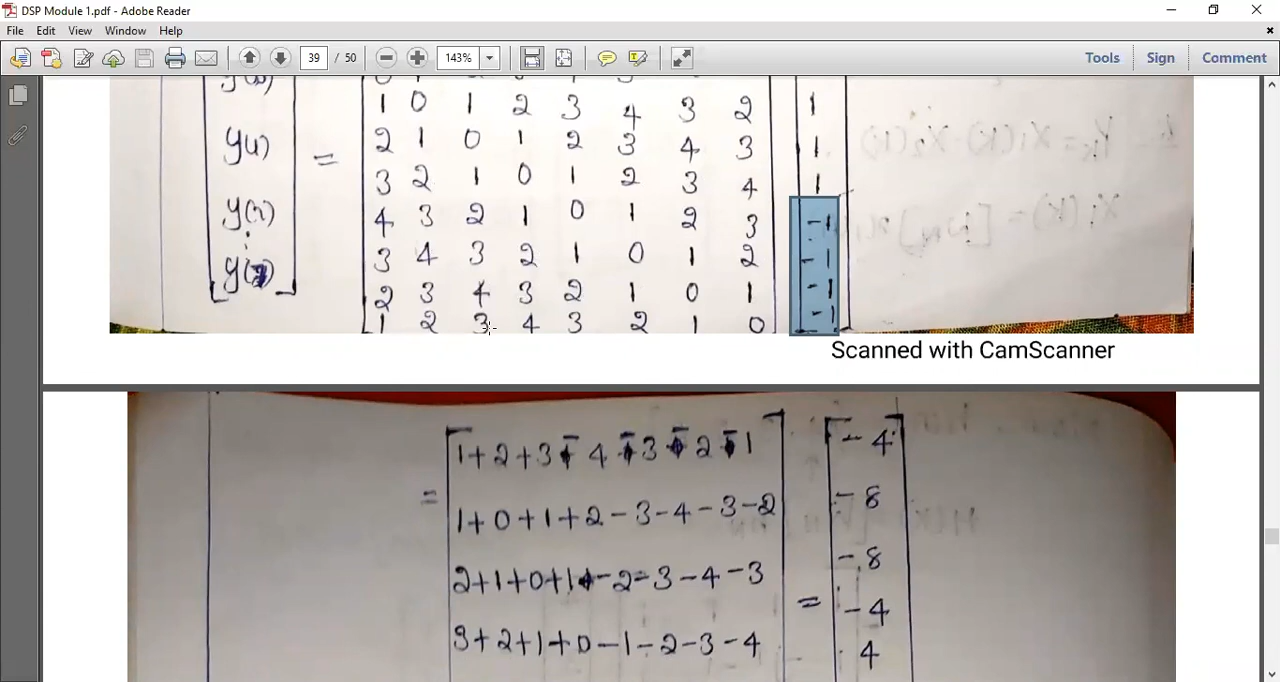 DSP Module 1.pdf - Adobe Reader
File Edit View Window Help
39 / 50 143% Tools Sign Comment
1 0 1 2 3 4 3 2 1
y(1) = 2 1 0 1 2 3 4 3 1
3 2 1 0 1 2 3 4 1
4 3 2 1 0 1 2 3 -1
3 4 3 2 1 0 1 2 -1
2 3 4 3 2 1 0 1 -1
1 2 3 4 3 2 1 0 -1
Scanned with CamScanner
1+2+3-4-3-2-1 -4
= 1+0+1+2-3-4-3-2 -8
2+1+0+1-2-3-4-3 -8
3+2+1+0-1-2-3-4 = -4
4